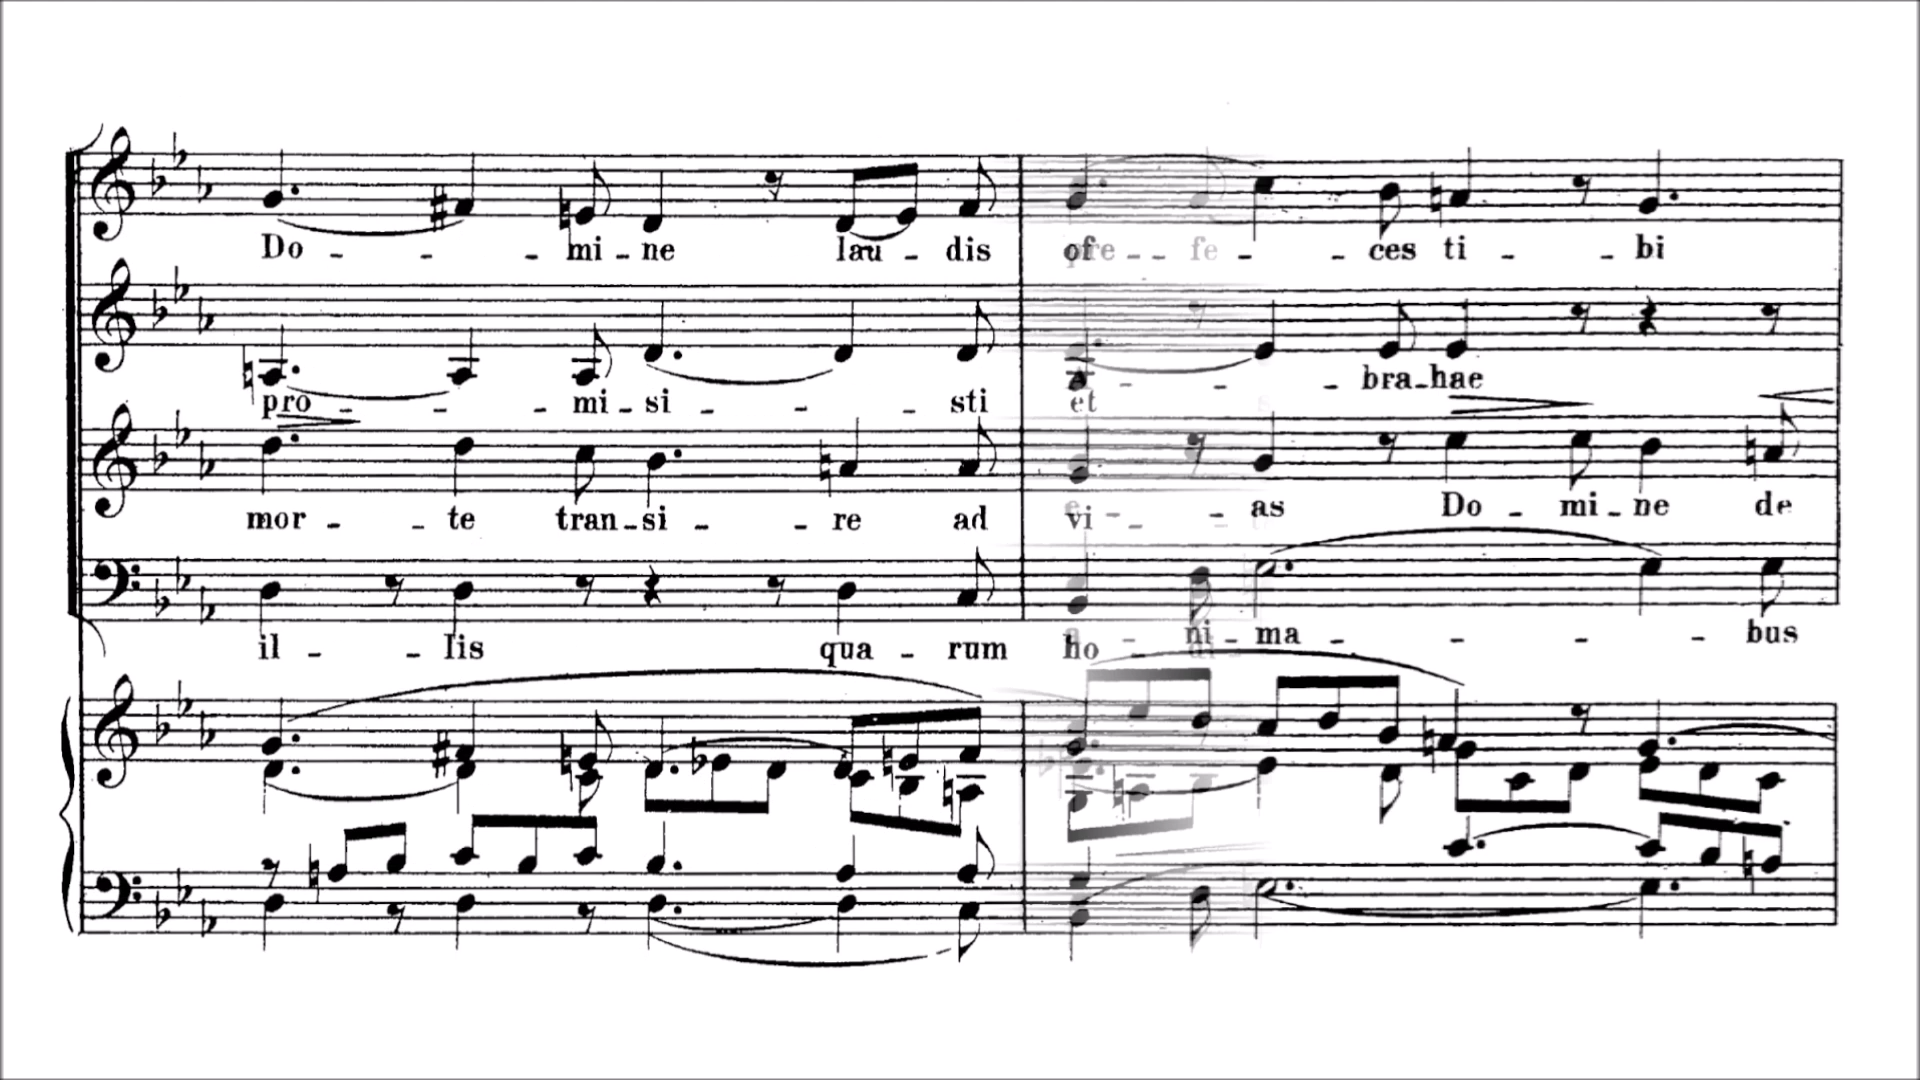 Do - - - mi - ne lau - dis of - fe - - ces ti - - bi
pro - - - mi - si - - - sti et - - - bra - hae
mor - te tran - si - - re ad vi - - as Do - mi - ne de
il - - lis qua - rum ho - ni - ma - - - - bus